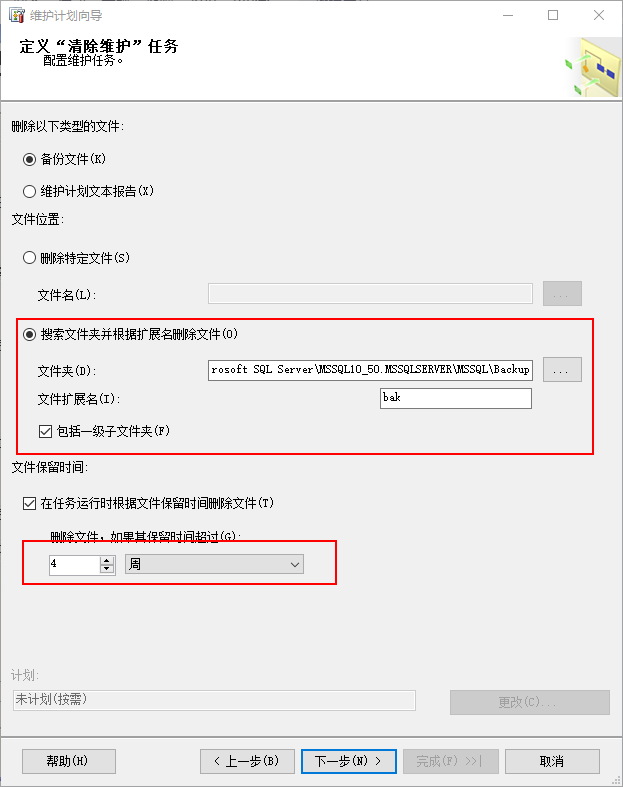 维护计划向导
定义“清除维护”任务
配置维护任务。
删除以下类型的文件:
备份文件(K)
维护计划文本报告(X)
文件位置:
删除特定文件(S)
文件名(L):
...
搜索文件夹并根据扩展名删除文件(O)
文件夹(D): rosoft SQL Server\MSSQL10_50.MSSQLSERVER\MSSQL\Backup ...
文件扩展名(I): bak
包括一级子文件夹(F)
文件保留时间:
在任务运行时根据文件保留时间删除文件(T)
删除文件，如果其保留时间超过(G):
4 周
计划:
未计划(按需) 更改(C)...
帮助(H) < 上一步(B) 下一步(N) > 完成(F) >>| 取消